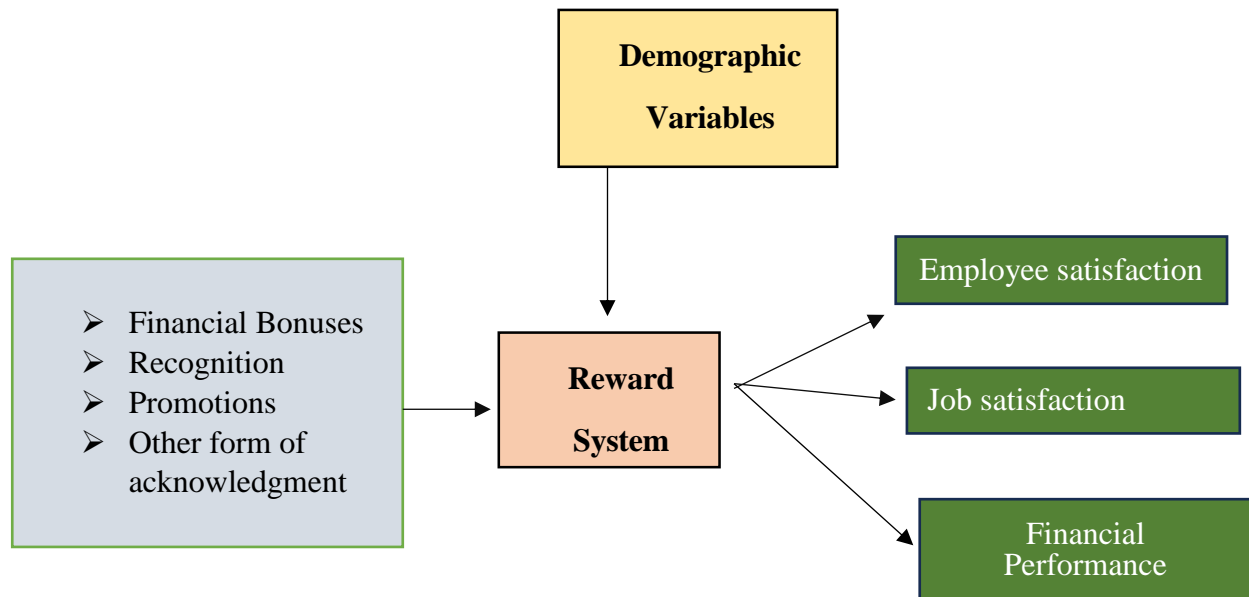 Demographic
Variables
Employee satisfaction
➢ Financial Bonuses
➢ Recognition
➢ Promotions
➢ Other form of
acknowledgment
Reward
System
Job satisfaction
Financial
Performance